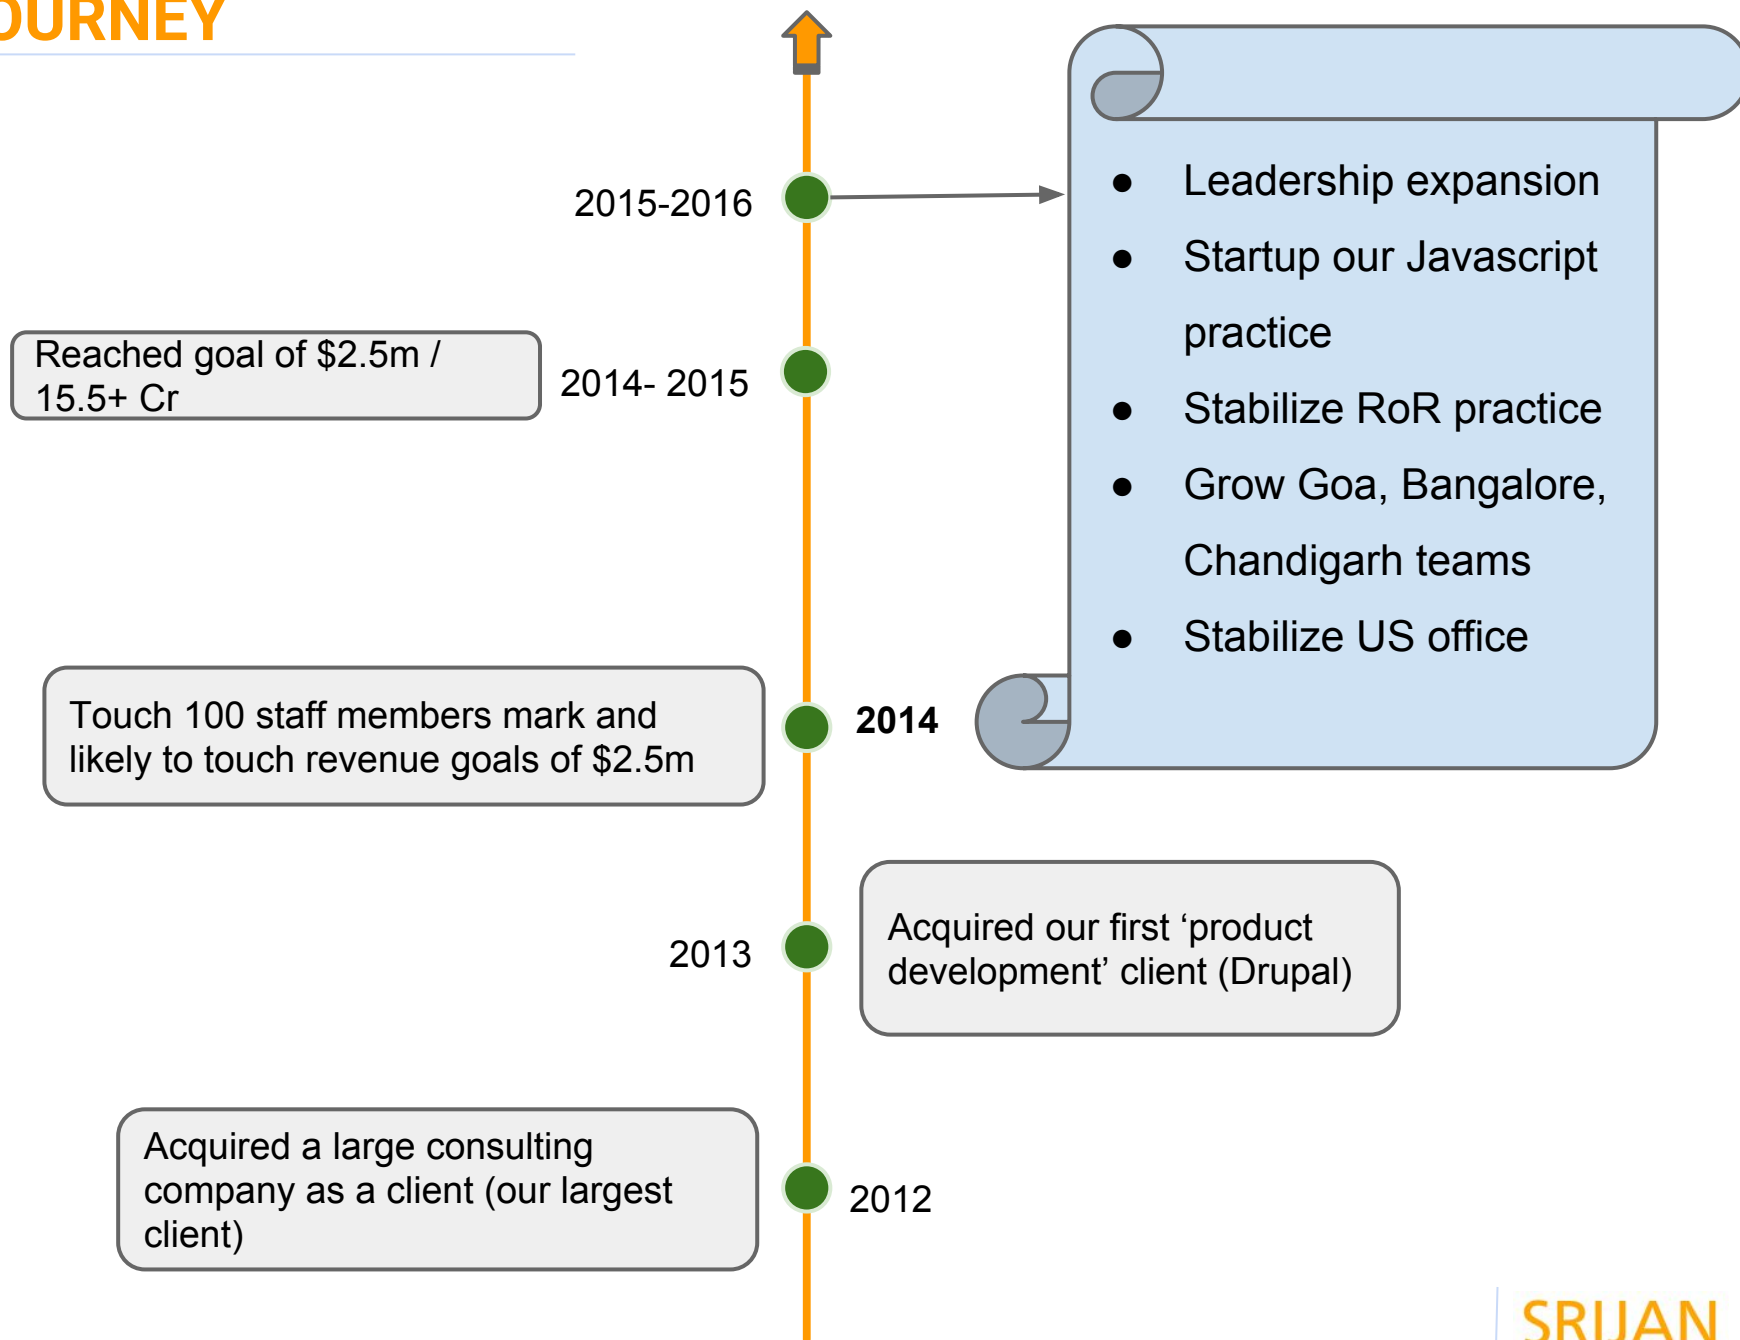 OURNEY
2015-2016
● Leadership expansion
● Startup our Javascript
practice
● Stabilize RoR practice
● Grow Goa, Bangalore,
Chandigarh teams
● Stabilize US office
Reached goal of $2.5m /
15.5+ Cr
2014- 2015
Touch 100 staff members mark and
likely to touch revenue goals of $2.5m
2014
2013
Acquired our first ‘product
development’ client (Drupal)
Acquired a large consulting
company as a client (our largest
client)
2012
SRIJAN